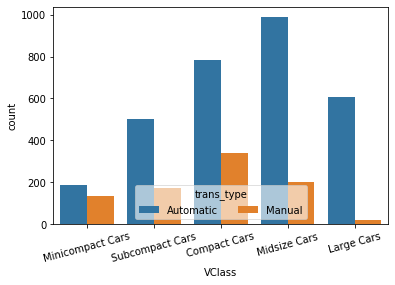 1000
800
600
400
200
0
count
trans_type
Automatic Manual
Minicompact Cars Subcompact Cars Compact Cars Midsize Cars Large Cars
VClass